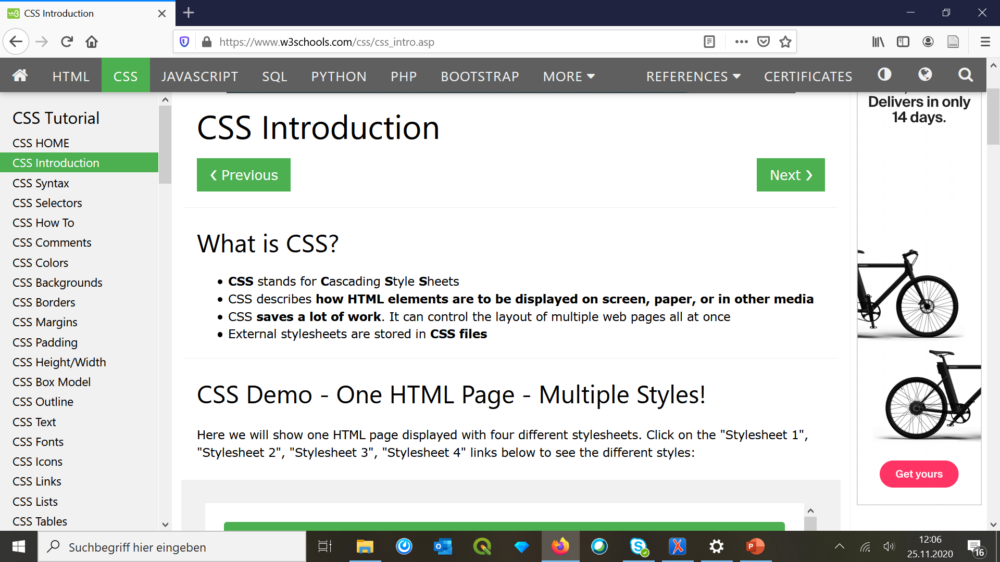 CSS Introduction
https://www.w3schools.com/css/css_intro.asp
HTML CSS JAVASCRIPT SQL PYTHON PHP BOOTSTRAP MORE REFERENCES CERTIFICATES
CSS Tutorial
CSS HOME
CSS Introduction
CSS Syntax
CSS Selectors
CSS How To
CSS Comments
CSS Colors
CSS Backgrounds
CSS Borders
CSS Margins
CSS Padding
CSS Height/Width
CSS Box Model
CSS Outline
CSS Text
CSS Fonts
CSS Icons
CSS Links
CSS Lists
CSS Tables
CSS Introduction
❮ Previous
Next ❯
What is CSS?
• CSS stands for Cascading Style Sheets
• CSS describes how HTML elements are to be displayed on screen, paper, or in other media
• CSS saves a lot of work. It can control the layout of multiple web pages all at once
• External stylesheets are stored in CSS files
CSS Demo - One HTML Page - Multiple Styles!
Here we will show one HTML page displayed with four different stylesheets. Click on the "Stylesheet 1",
"Stylesheet 2", "Stylesheet 3", "Stylesheet 4" links below to see the different styles:
Delivers in only
14 days.
Get yours
Suchbegriff hier eingeben
12:06
25.11.2020
16